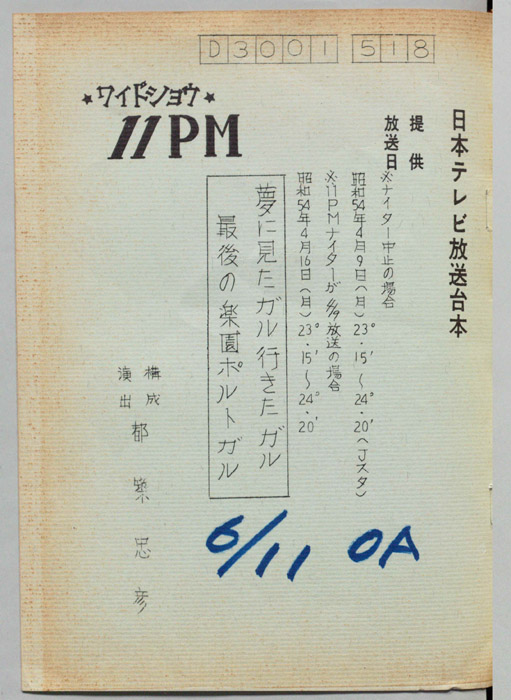 D3001 518
日本テレビ放送台本
提供
放送日
※ナイター中止の場合
昭和54年4月9日(月)23°・15′〜24°・20′(Jスタ)
※11PMナイターが4/9放送の場合
昭和54年4月16日(月)23°・15′〜24°・20′
★ワイドショウ★
11PM
夢に見たガル行きたガル
最後の楽園ポルトガル
構成
演出
都築忠彦
6/11 OA